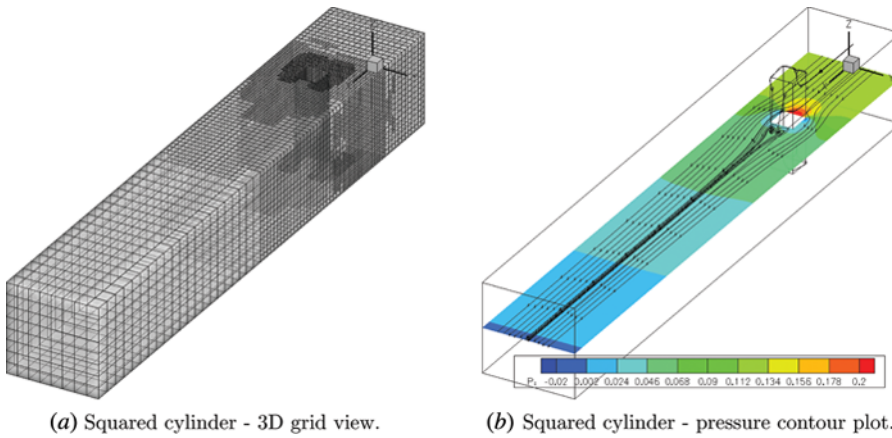 Z
P: -0.02 0.002 0.024 0.046 0.068 0.09 0.112 0.134 0.156 0.178 0.2
(a) Squared cylinder - 3D grid view.
(b) Squared cylinder - pressure contour plot.